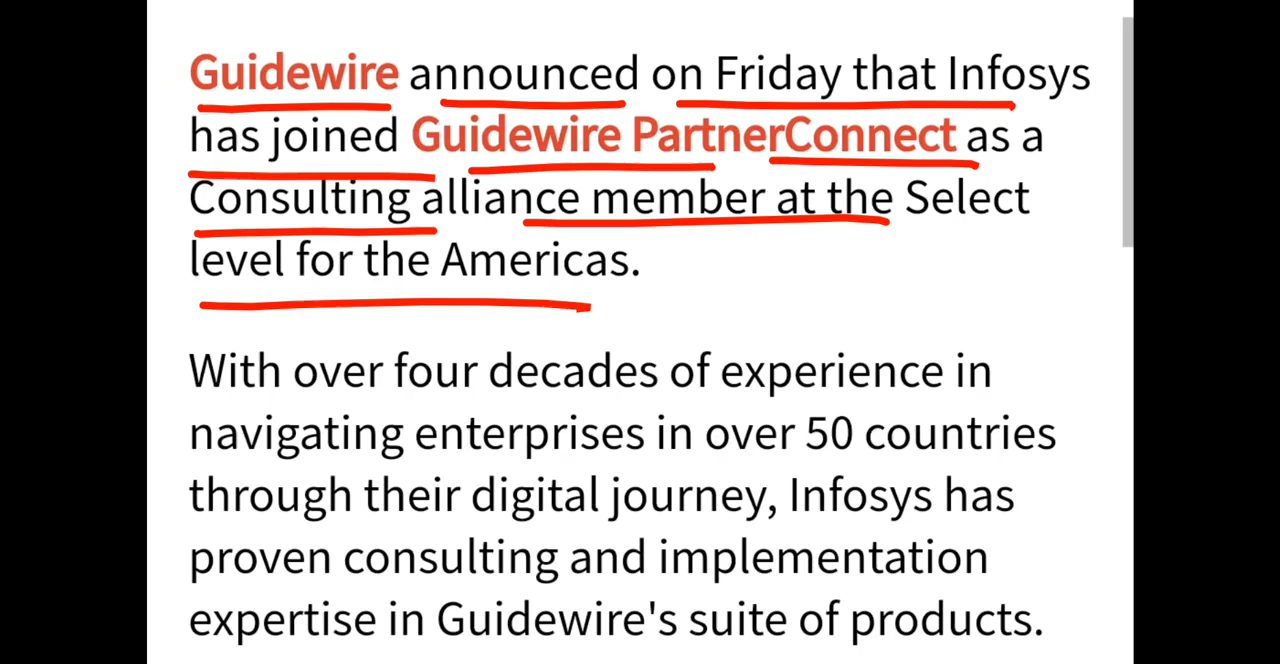 Guidewire announced on Friday that Infosys
has joined Guidewire PartnerConnect as a
Consulting alliance member at the Select
level for the Americas.
With over four decades of experience in
navigating enterprises in over 50 countries
through their digital journey, Infosys has
proven consulting and implementation
expertise in Guidewire's suite of products.